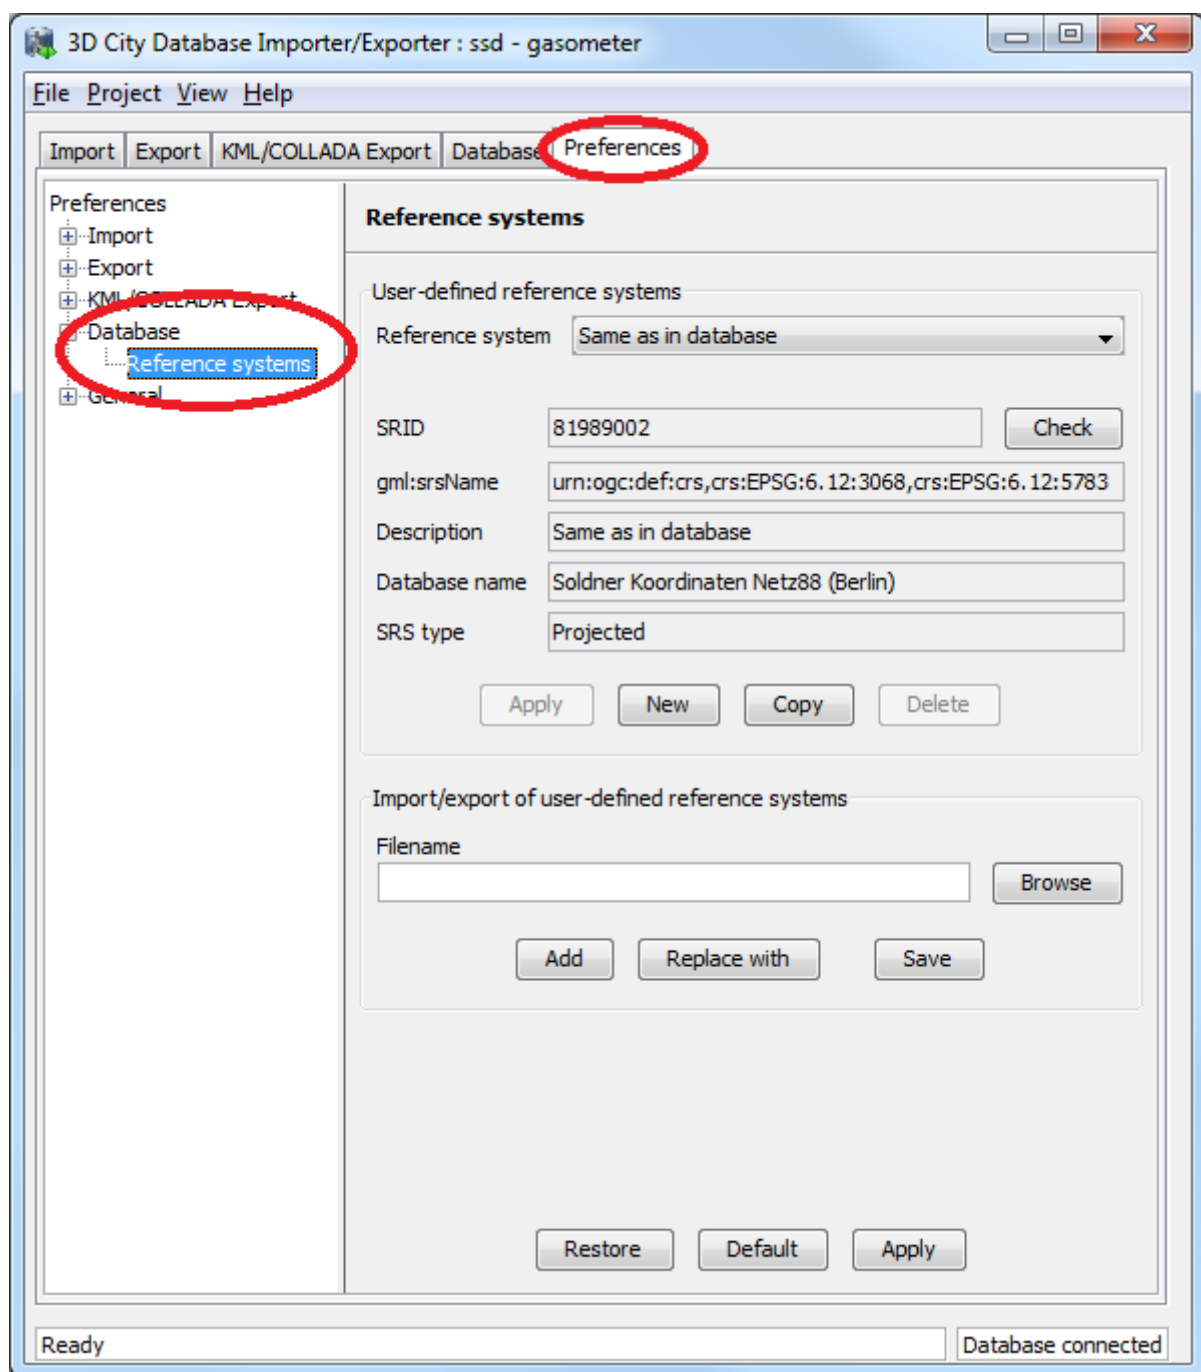 3D City Database Importer/Exporter : ssd - gasometer
File Project View Help
Import Export KML/COLLADA Export Database Preferences
Preferences
Import
Export
KML/COLLADA Export
Database
Reference systems
General
Reference systems
User-defined reference systems
Reference system Same as in database
SRID 81989002 Check
gml:srsName urn:ogc:def:crs,crs:EPSG:6.12:3068,crs:EPSG:6.12:5783
Description Same as in database
Database name Soldner Koordinaten Netz88 (Berlin)
SRS type Projected
Apply New Copy Delete
Import/export of user-defined reference systems
Filename
Browse
Add Replace with Save
Restore Default Apply
Ready Database connected